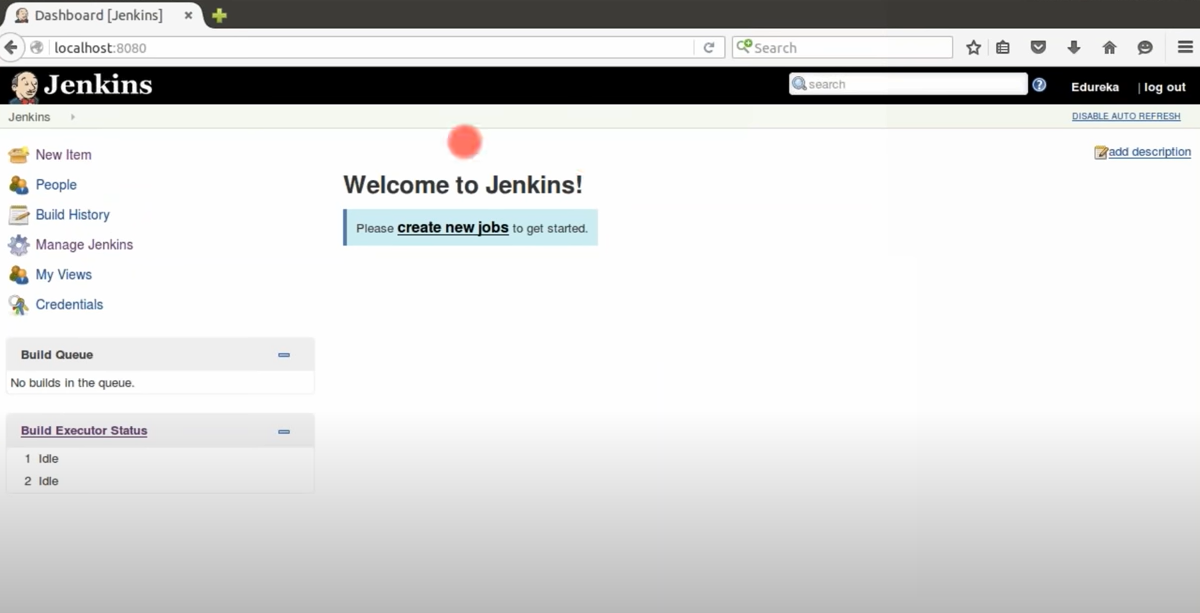 Dashboard [Jenkins]
localhost:8080
Search
Jenkins
search
Edureka | log out
Jenkins
DISABLE AUTO REFRESH
New Item
add description
People
Build History
Manage Jenkins
My Views
Credentials
Welcome to Jenkins!
Please create new jobs to get started.
Build Queue
No builds in the queue.
Build Executor Status
1 Idle
2 Idle